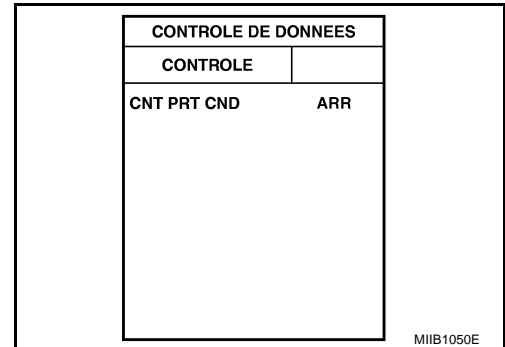 CONTROLE DE DONNEES
CONTROLE
CNT PRT CND ARR
MIIB1050E